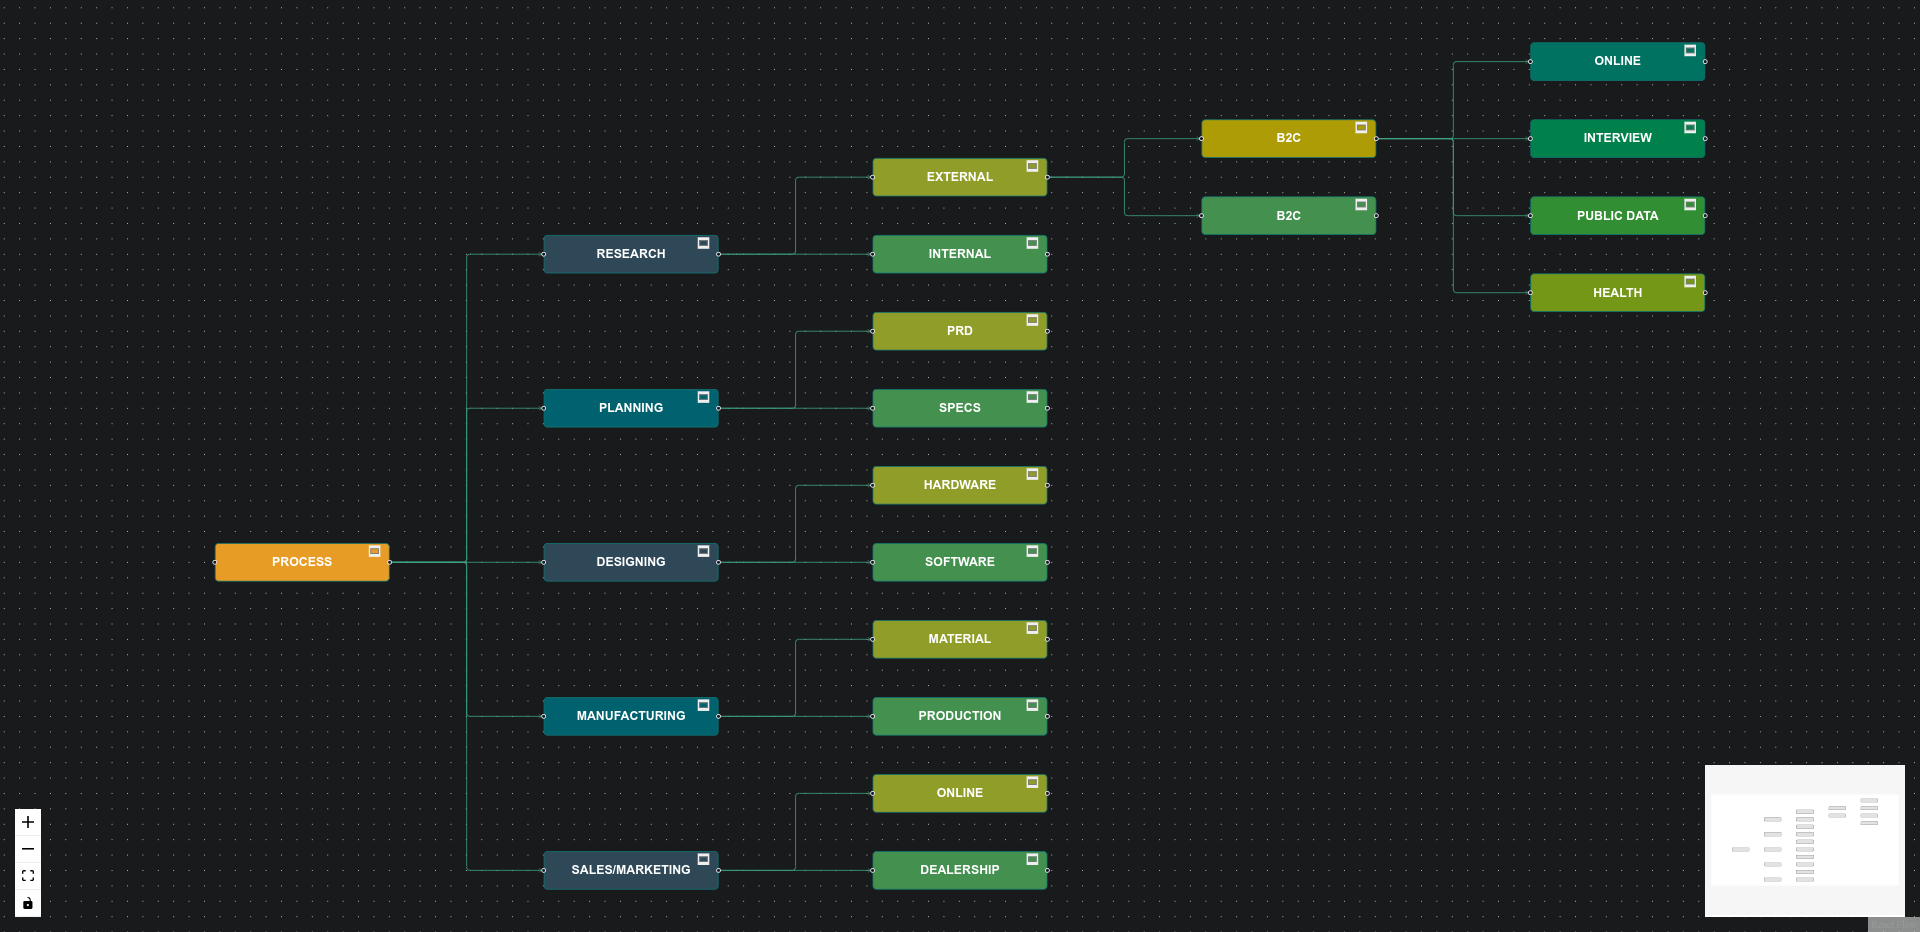 ONLINE
B2C
INTERVIEW
EXTERNAL
B2C
PUBLIC DATA
RESEARCH
INTERNAL
HEALTH
PRD
PLANNING
SPECS
HARDWARE
PROCESS
DESIGNING
SOFTWARE
MATERIAL
MANUFACTURING
PRODUCTION
ONLINE
SALES/MARKETING
DEALERSHIP